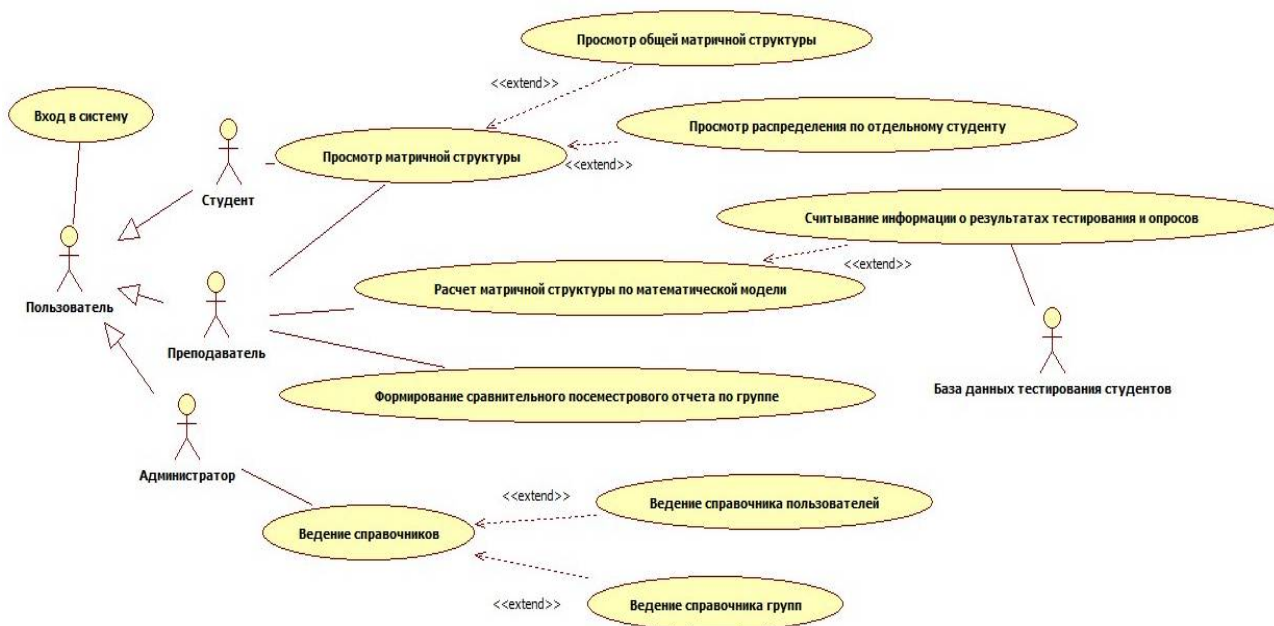 Просмотр общей матричной структуры
<<extend>>
Вход в систему
Просмотр распределения по отдельному студенту
Просмотр матричной структуры
<<extend>>
Студент
Считывание информации о результатах тестирования и опросов
<<extend>>
Расчет матричной структуры по математической модели
Пользователь
Преподаватель
База данных тестирования студентов
Формирование сравнительного посеместрового отчета по группе
Администратор
<<extend>>
Ведение справочника пользователей
Ведение справочников
<<extend>>
Ведение справочника групп